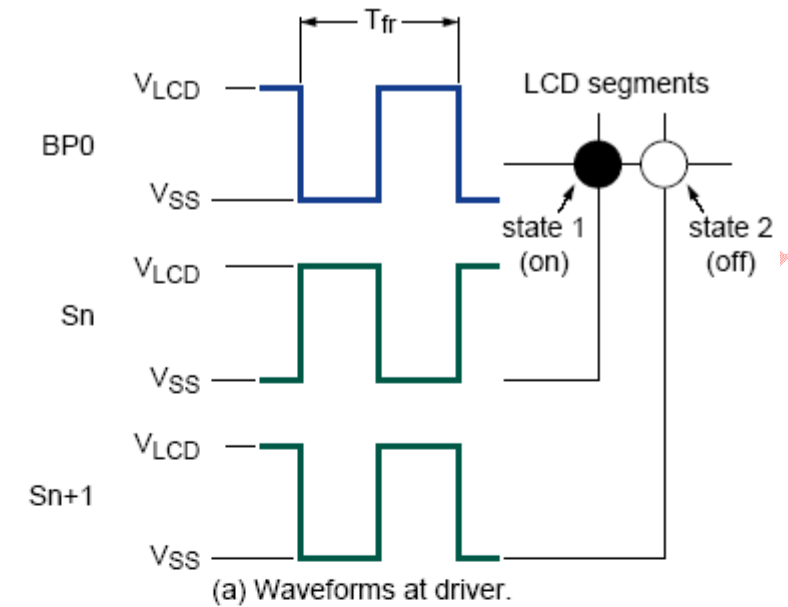 Tfr
VLCD
LCD segments
BP0
VSS
state 1
(on)
state 2
(off)
VLCD
Sn
VSS
VLCD
Sn+1
VSS
(a) Waveforms at driver.